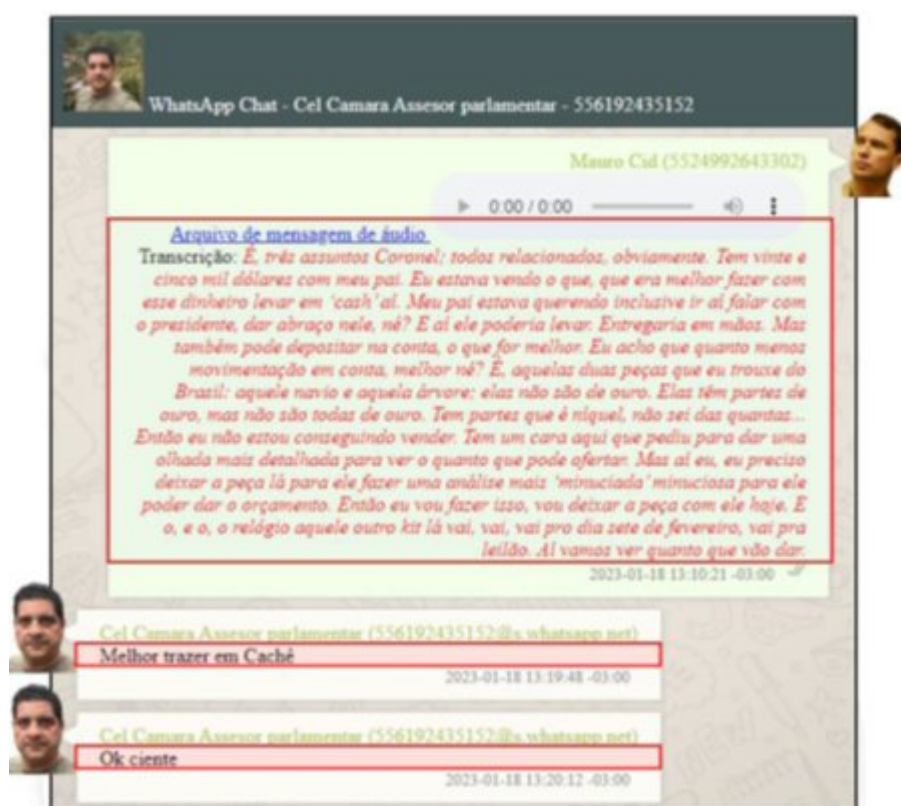 WhatsApp Chat - Cel Camara Assesor parlamentar - 556192435152
Mauro Cid (5524992643302)
0:00 / 0:00
Arquivo de mensagem de áudio
Transcrição: É, três assuntos Coronel; todos relacionados, obviamente. Tem vinte e
cinco mil dólares com meu pai. Eu estava vendo o que, que era melhor fazer com
esse dinheiro levar em 'cash' aí. Meu pai estava querendo inclusive ir aí falar com
o presidente, dar abraço nele, né? E aí ele poderia levar. Entregaria em mãos. Mas
também pode depositar na conta, o que for melhor. Eu acho que quanto menos
movimentação em conta, melhor né? É, aquelas duas peças que eu trouxe do
Brasil: aquele navio e aquela árvore; elas não são de ouro. Elas têm partes de
ouro, mas não são todas de ouro. Tem partes que é níquel, não sei das quantas...
Então eu não estou conseguindo vender. Tem um cara aqui que pediu para dar uma
olhada mais detalhada para ver o quanto que pode ofertar. Mas aí eu, eu preciso
deixar a peça lá para ele fazer uma análise mais 'minuciada' minuciosa para ele
poder dar o orçamento. Então eu vou fazer isso, vou deixar a peça com ele hoje. E
o, e o, o relógio aquele outro kit lá vai, vai, vai pro dia sete de fevereiro, vai pra
leilão. Aí vamos ver quanto que vão dar.
2023-01-18 13:10:21 -03:00
Cel Camara Assesor parlamentar (556192435152@s.whatsapp.net)
Melhor trazer em Cachê
2023-01-18 13:19:48 -03:00
Cel Camara Assesor parlamentar (556192435152@s.whatsapp.net)
Ok ciente
2023-01-18 13:20:12 -03:00